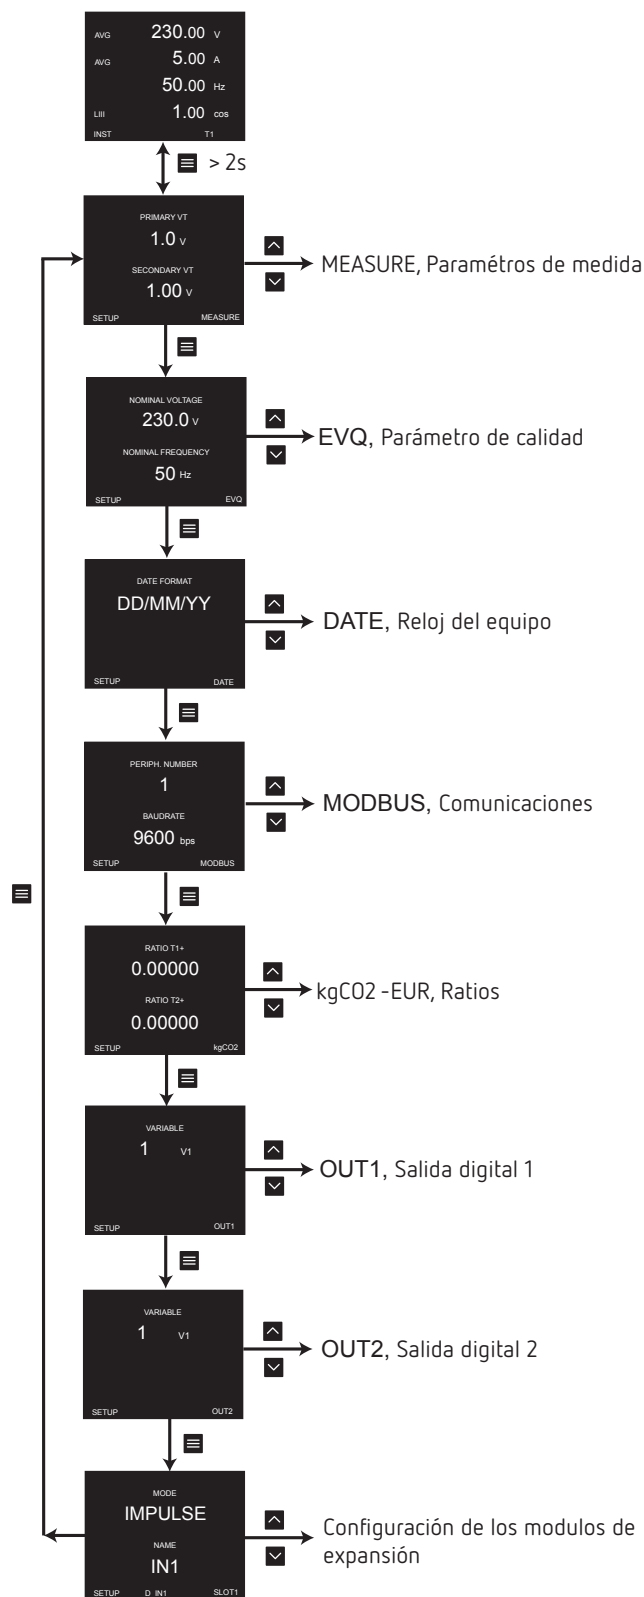 AVG 230.00 V
AVG 5.00 A
50.00 Hz
LIII 1.00 cos
INST T1
> 2s
PRIMARY VT
1.0 V
SECONDARY VT
1.00 V
SETUP MEASURE
MEASURE, Paramétros de medida
NOMINAL VOLTAGE
230.0 V
NOMINAL FREQUENCY
50 Hz
SETUP EVQ
EVQ, Parámetro de calidad
DATE FORMAT
DD/MM/YY
SETUP DATE
DATE, Reloj del equipo
PERIPH. NUMBER
1
BAUDRATE
9600 bps
SETUP MODBUS
MODBUS, Comunicaciones
RATIO T1+
0.00000
RATIO T2+
0.00000
SETUP kgCO2
kgCO2 -EUR, Ratios
VARIABLE
1 V1
SETUP OUT1
OUT1, Salida digital 1
VARIABLE
1 V1
SETUP OUT2
OUT2, Salida digital 2
MODE
IMPULSE
NAME
IN1
SETUP D_IN1 SLOT1
Configuración de los modulos de
expansión